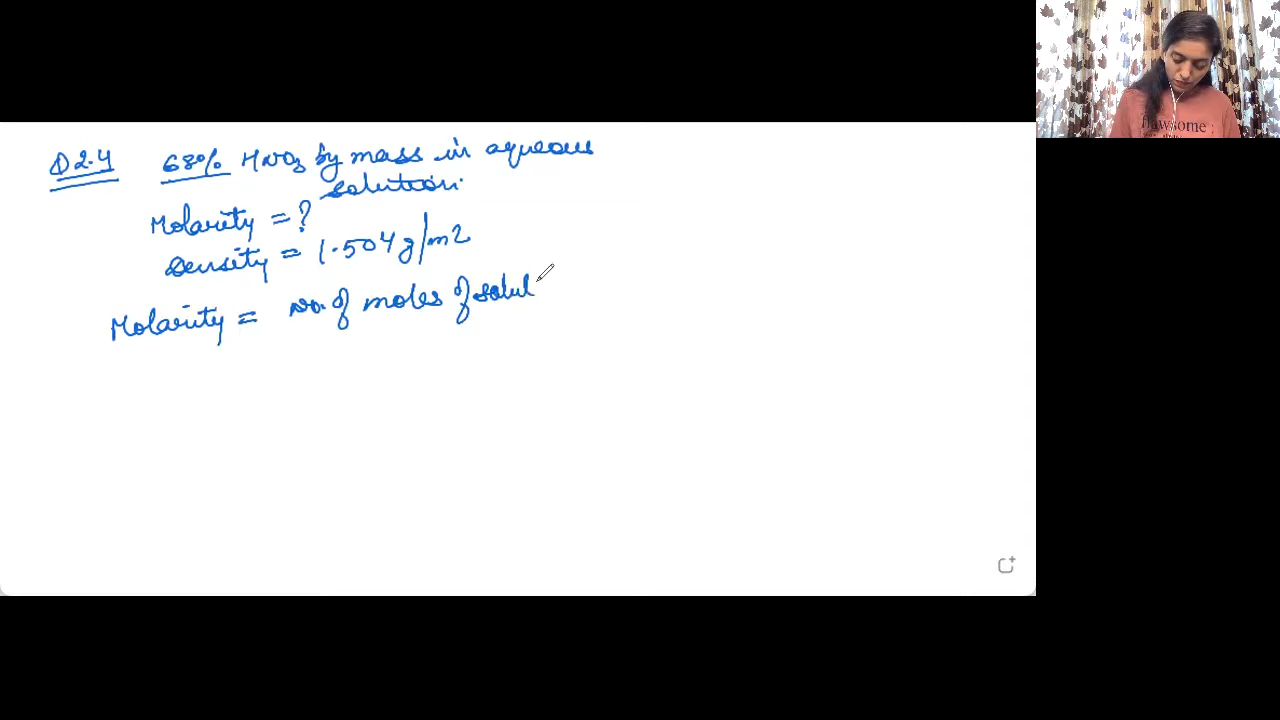 Q2.4 68% HNO3 by mass in aqueous
solution.
Molarity = ?
Density = 1.504 g/mL
Molarity = No. of moles of solut
flawsome